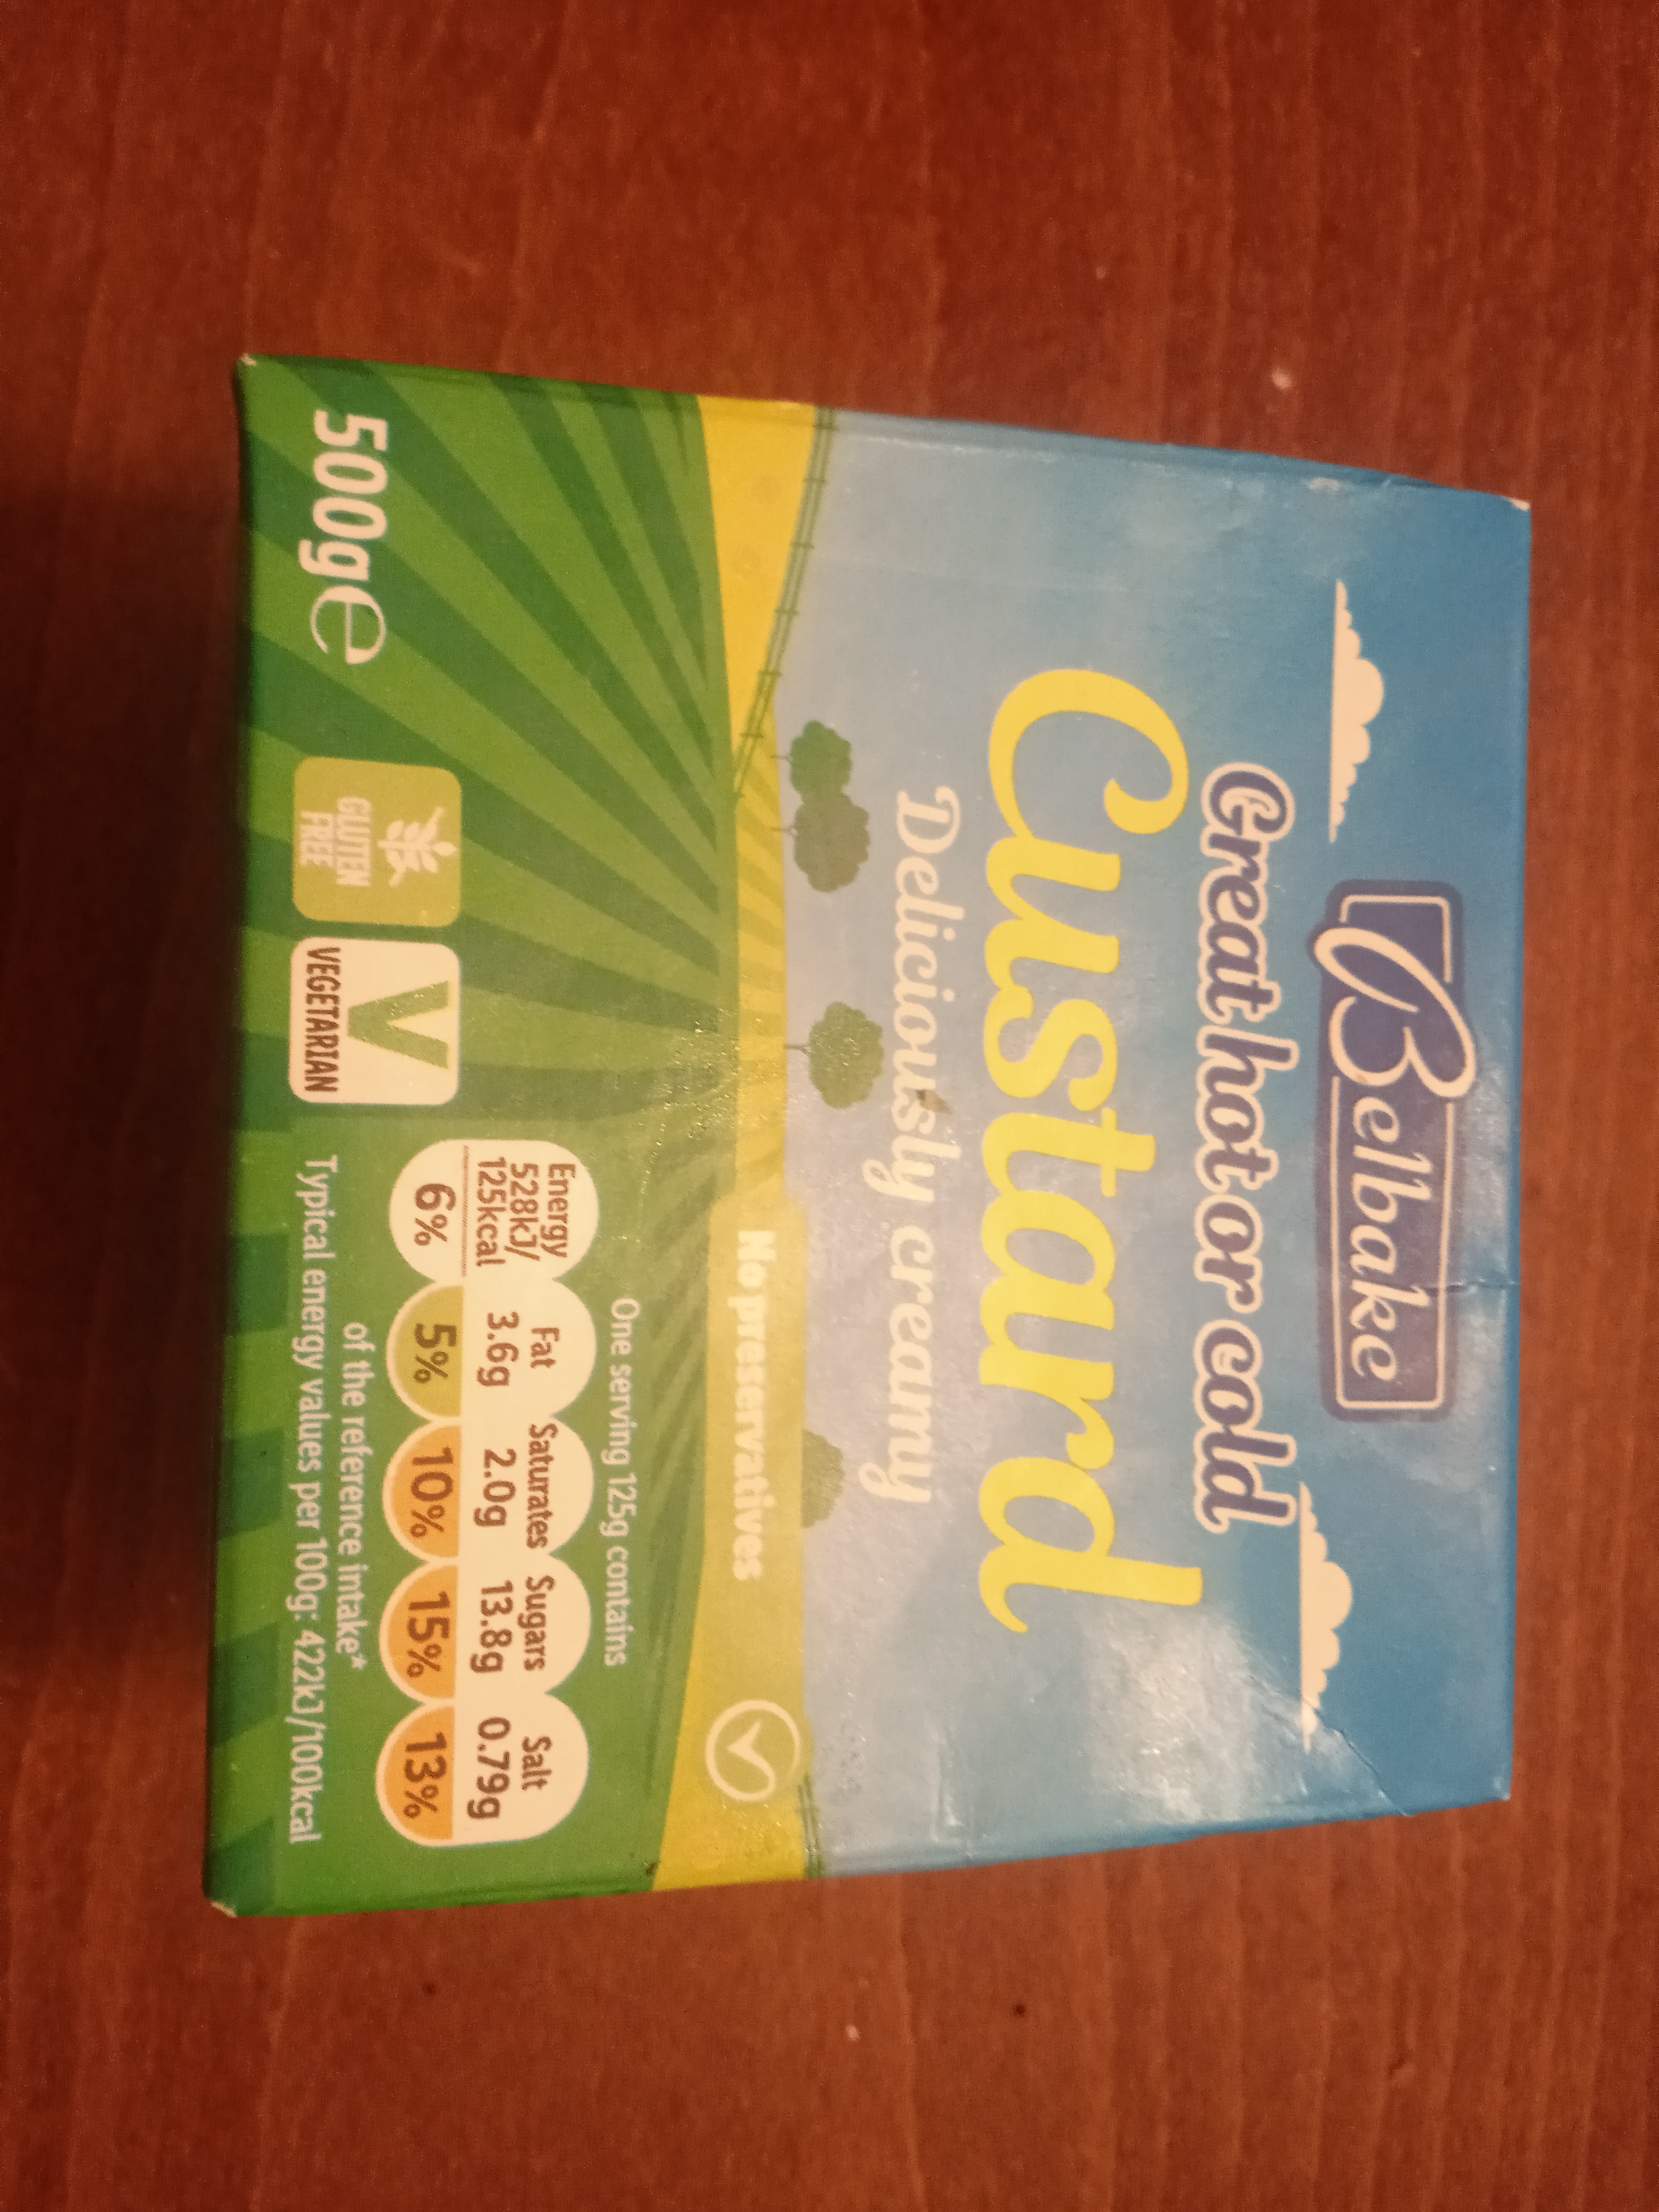 Belbake
Great hot or cold
Custard
Deliciously creamy
No preservatives
One serving 125g contains
Energy
528kJ/
125kcal
6%
Fat
3.6g
5%
Saturates
2.0g
10%
Sugars
13.8g
15%
Salt
0.79g
13%
of the reference intake*
Typical energy values per 100g: 422kJ/100kcal
500g℮
GLUTEN
FREE
V
VEGETARIAN